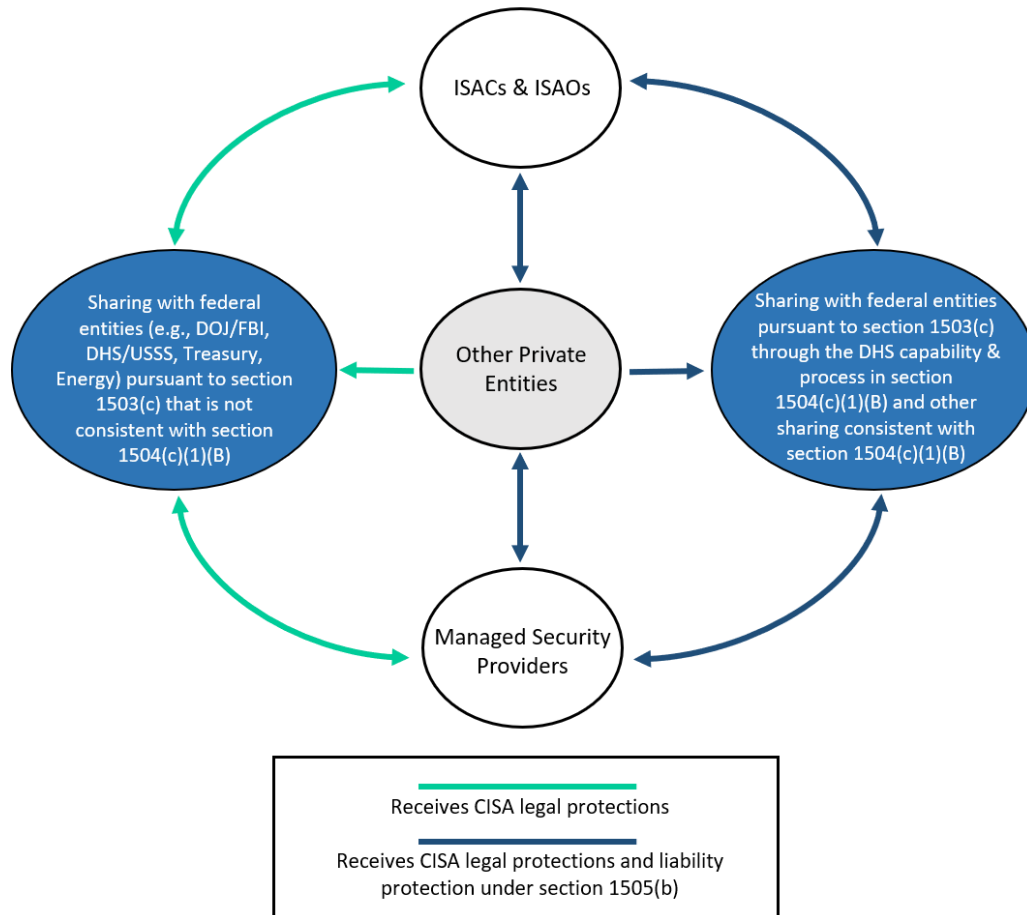 ISACs & ISAOs
Sharing with federal
entities (e.g., DOJ/FBI,
DHS/USSS, Treasury,
Energy) pursuant to section
1503(c) that is not
consistent with section
1504(c)(1)(B)
Other Private
Entities
Sharing with federal entities
pursuant to section 1503(c)
through the DHS capability &
process in section
1504(c)(1)(B) and other
sharing consistent with
section 1504(c)(1)(B)
Managed Security
Providers
Receives CISA legal protections
Receives CISA legal protections and liability
protection under section 1505(b)